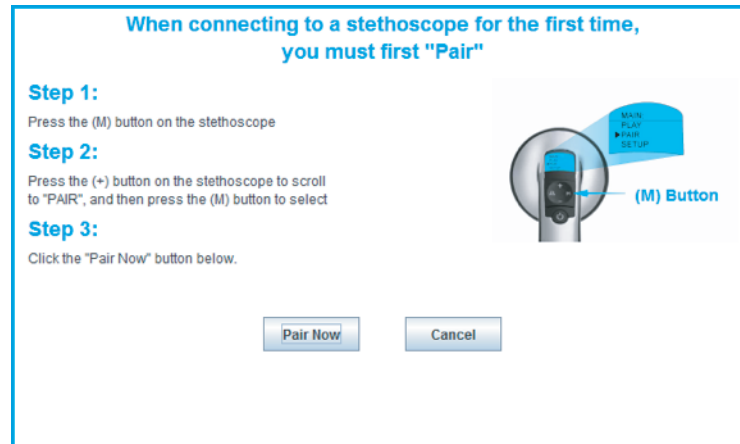 When connecting to a stethoscope for the first time,
you must first "Pair"
Step 1:
Press the (M) button on the stethoscope
Step 2:
Press the (+) button on the stethoscope to scroll
to "PAIR", and then press the (M) button to select
Step 3:
Click the "Pair Now" button below.
MAIN
PLAY
▶PAIR
SETUP
(M) Button
Pair Now
Cancel